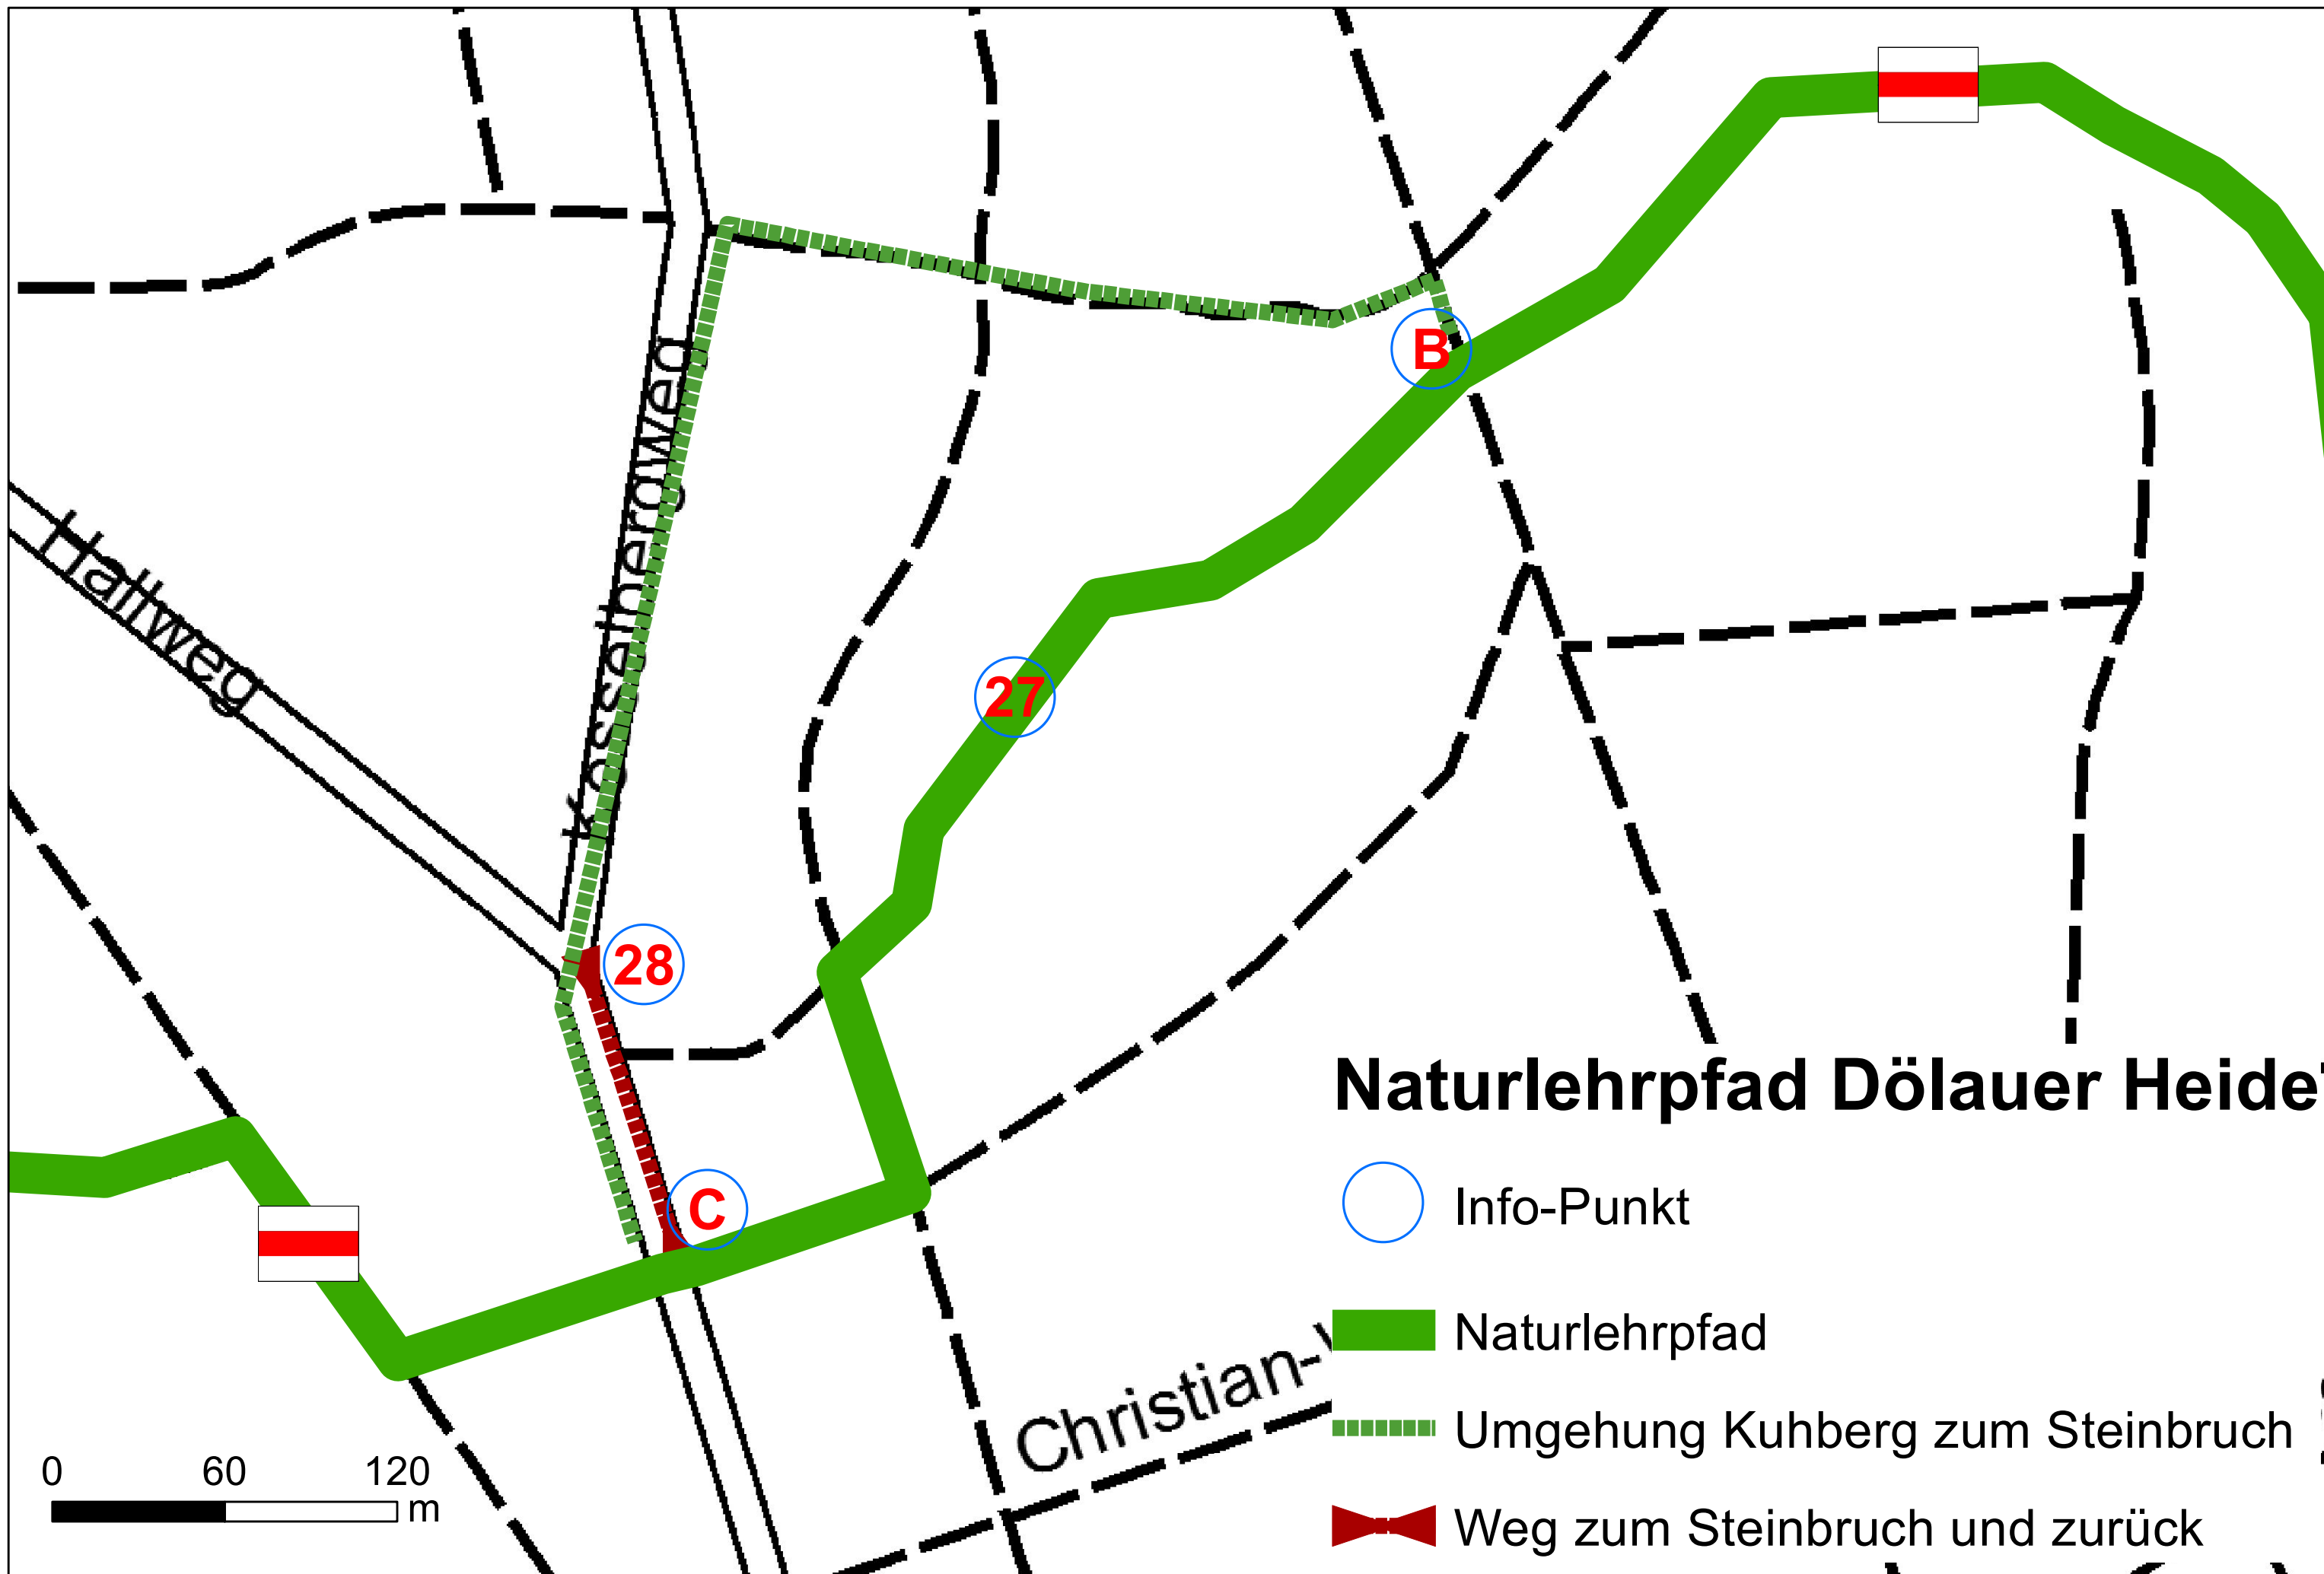 B
Kosselbergweg
Hallweg
27
28
Naturlehrpfad Dölauer Heide
C
Info-Punkt
Naturlehrpfad
Christian-
Umgehung Kuhberg zum Steinbruch
0 60 120
m
Weg zum Steinbruch und zurück